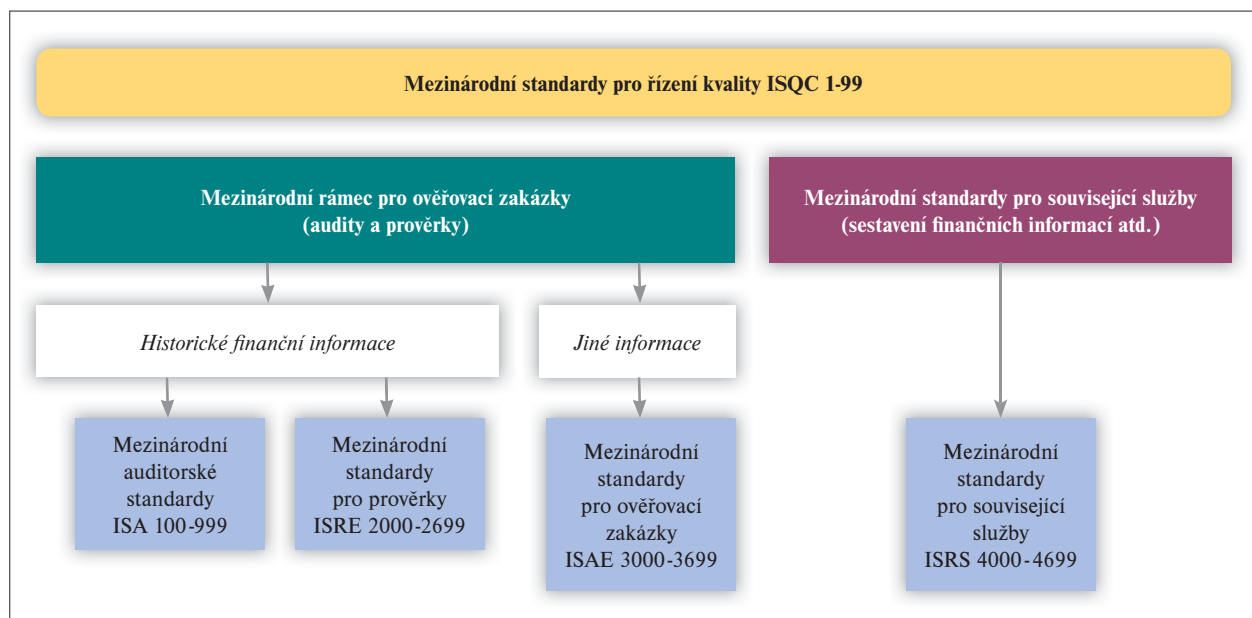 Mezinárodní standardy pro řízení kvality ISQC 1-99
Mezinárodní rámec pro ověřovací zakázky
(audity a prověrky)
Mezinárodní standardy pro související služby
(sestavení finančních informací atd.)
Historické finanční informace
Jiné informace
Mezinárodní
auditorské
standardy
ISA 100-999
Mezinárodní
standardy
pro prověrky
ISRE 2000-2699
Mezinárodní
standardy
pro ověřovací
zakázky
ISAE 3000-3699
Mezinárodní
standardy
pro související
služby
ISRS 4000-4699